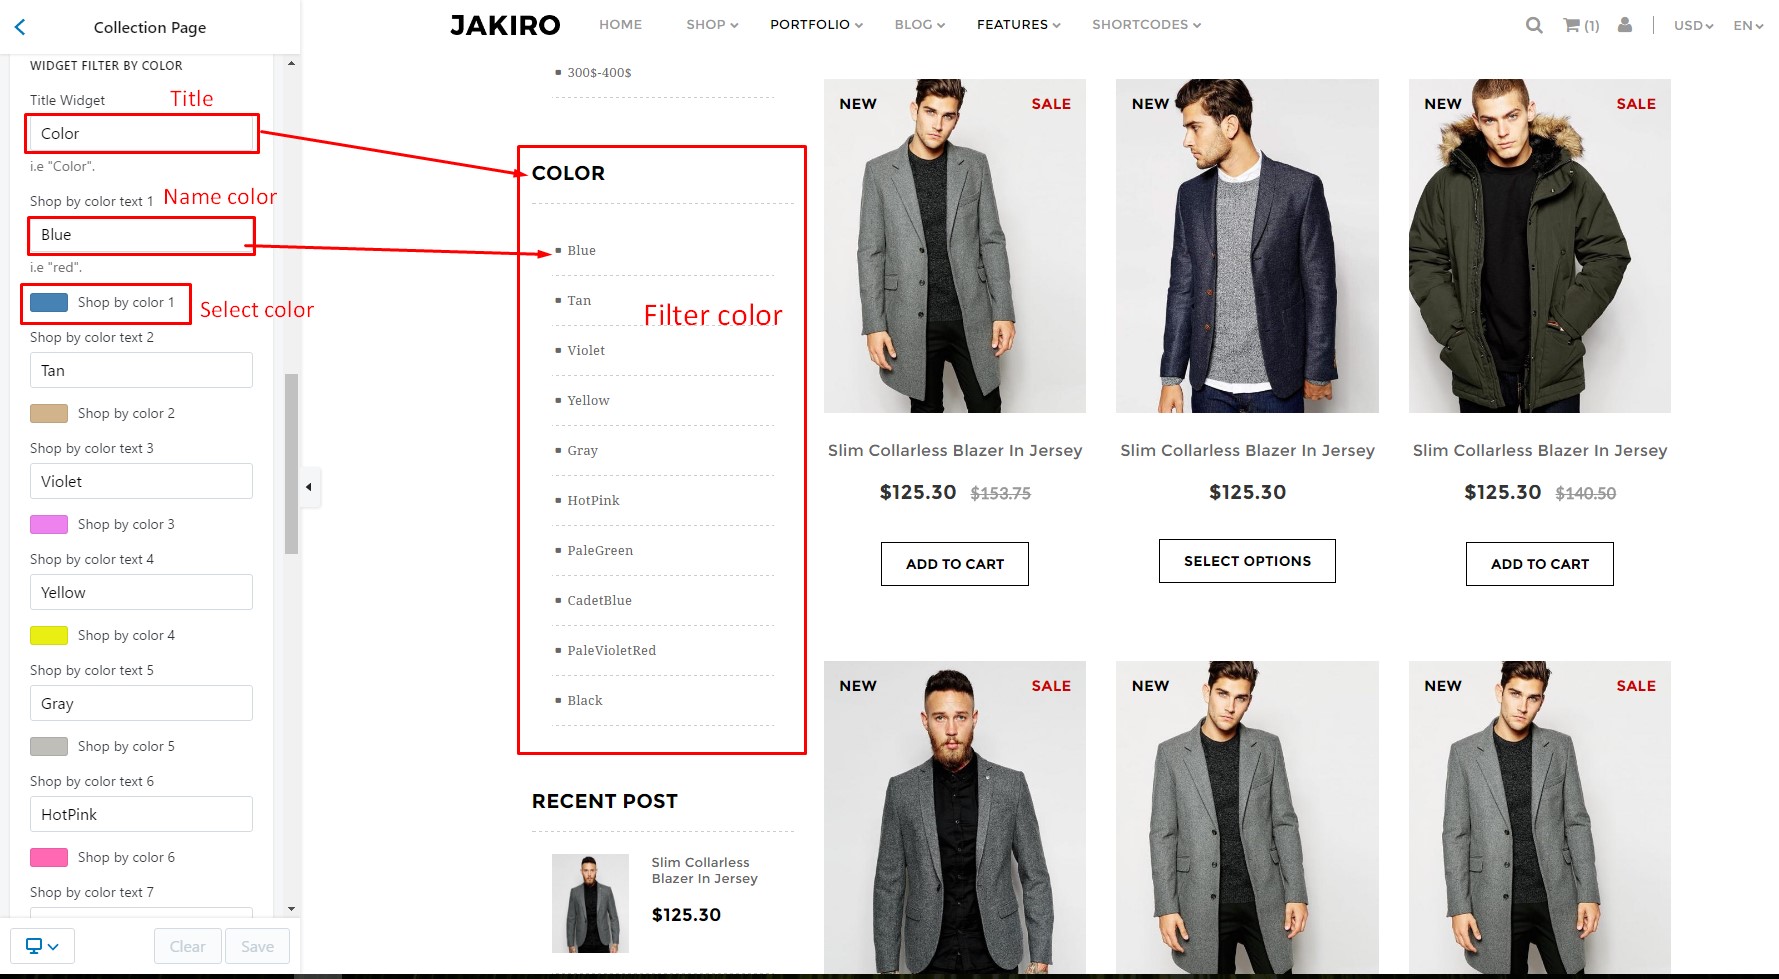 Collection Page
WIDGET FILTER BY COLOR
Title Widget
Title
Color
i.e "Color".
Shop by color text 1
Name color
Blue
i.e "red".
Shop by color 1
Select color
Shop by color text 2
Tan
Shop by color 2
Shop by color text 3
Violet
Shop by color 3
Shop by color text 4
Yellow
Shop by color 4
Shop by color text 5
Gray
Shop by color 5
Shop by color text 6
HotPink
Shop by color 6
Shop by color text 7
Clear
Save
JAKIRO
HOME
SHOP
PORTFOLIO
BLOG
FEATURES
SHORTCODES
(1)
USD
EN
300$-400$
COLOR
Blue
Tan
Filter color
Violet
Yellow
Gray
HotPink
PaleGreen
CadetBlue
PaleVioletRed
Black
RECENT POST
Slim Collarless
Blazer In Jersey
$125.30
NEW
SALE
Slim Collarless Blazer In Jersey
$125.30 $153.75
ADD TO CART
NEW
Slim Collarless Blazer In Jersey
$125.30
SELECT OPTIONS
NEW
SALE
Slim Collarless Blazer In Jersey
$125.30 $140.50
ADD TO CART
NEW
SALE
NEW
NEW
SALE